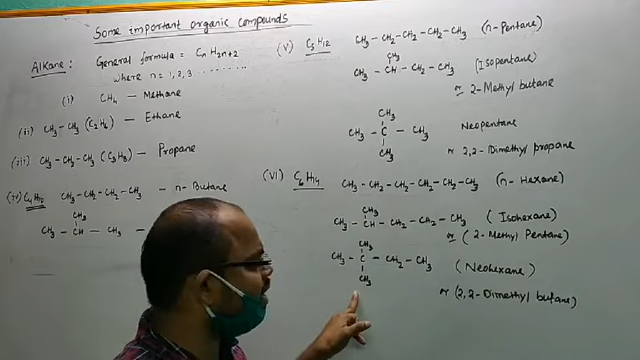 Some important organic compounds
Alkane : General formula = CnH2n+2
where n = 1, 2, 3 .........
(i) CH4 — Methane
(ii) CH3 - CH3 (C2H6) — Ethane
(iii) CH3 - CH2 - CH3 (C3H8) — Propane
(iv) C4H10 CH3 - CH2 - CH2 - CH3 - n-Butane
CH3
CH3 - CH - CH3 -
(v) C5H12 CH3 - CH2 - CH2 - CH2 - CH3 (n-Pentane)
CH3
CH3 - CH - CH2 - CH3 (Isopentane)
2-Methyl butane
CH3
CH3 - C - CH3 Neopentane
CH3
2,2-Dimethyl propane
(vi) C6H14 CH3 - CH2 - CH2 - CH2 - CH2 - CH3 (n-Hexane)
CH3
CH3 - CH - CH2 - CH2 - CH3 (Isohexane)
(2-Methyl Pentane)
CH3
CH3 - C - CH2 - CH3 (Neohexane)
CH3
(2,2-Dimethyl butane)